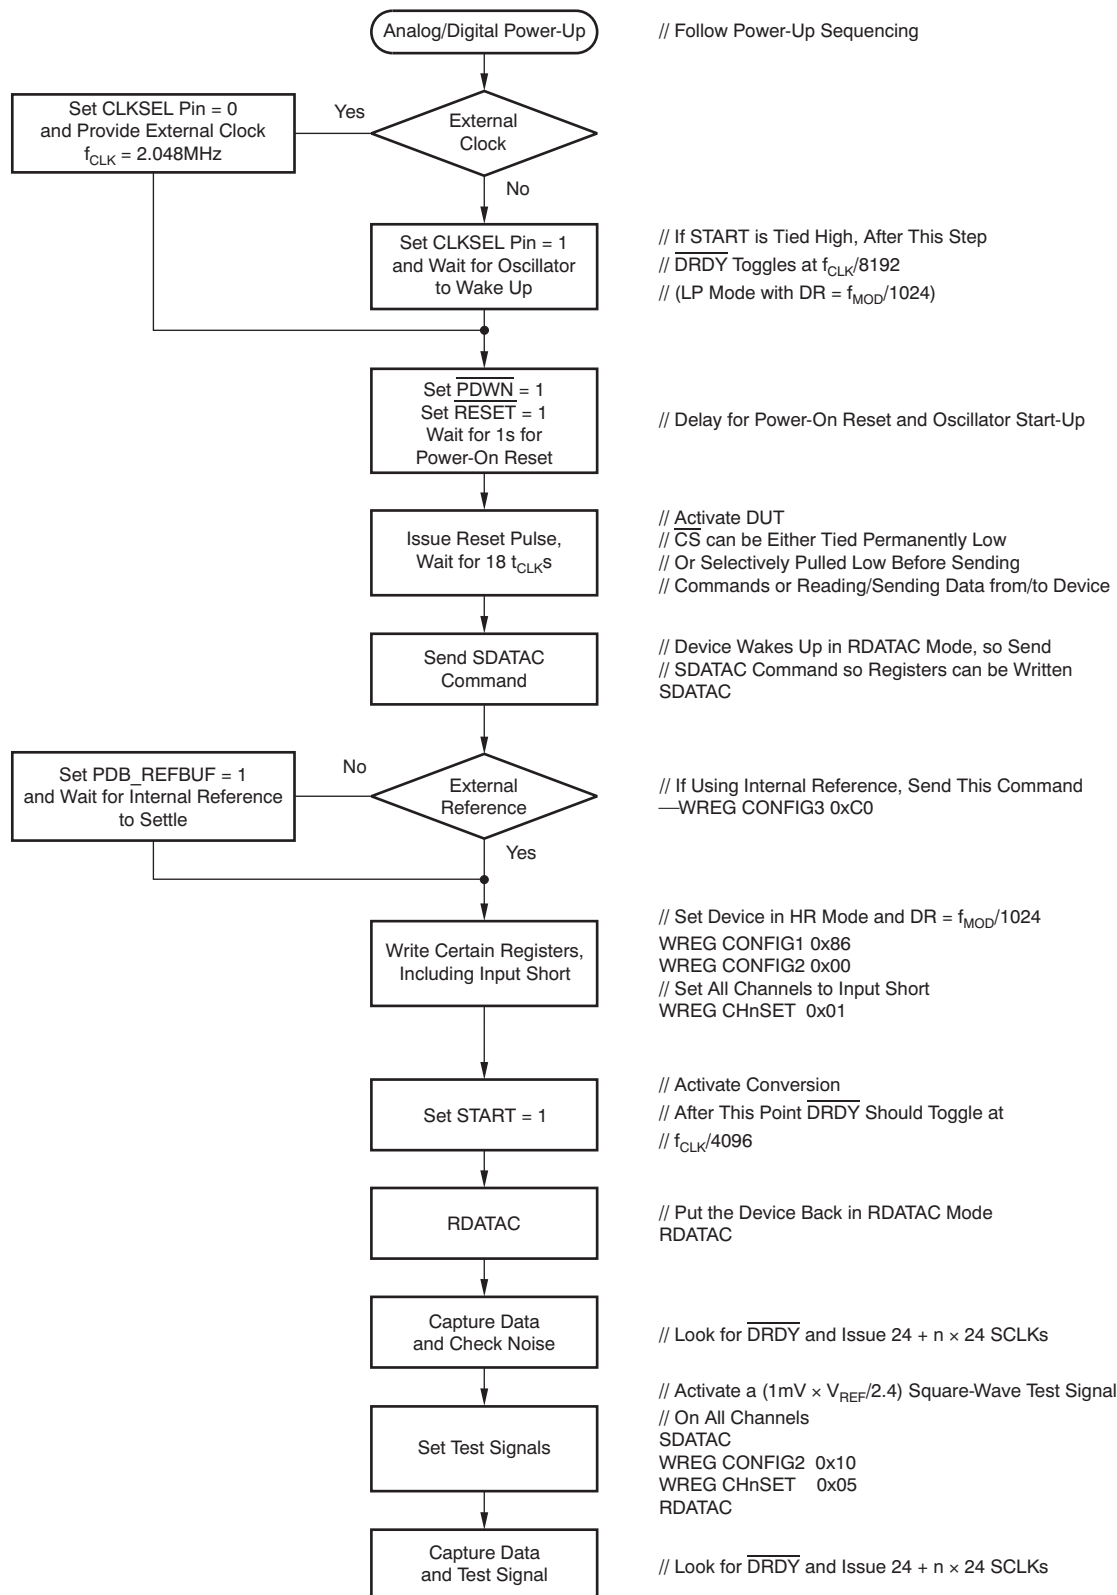 Analog/Digital Power-Up
// Follow Power-Up Sequencing
Set CLKSEL Pin = 0
and Provide External Clock
fCLK = 2.048MHz
Yes
External
Clock
No
Set CLKSEL Pin = 1
and Wait for Oscillator
to Wake Up
// If START is Tied High, After This Step
// DRDY Toggles at fCLK/8192
// (LP Mode with DR = fMOD/1024)
Set PDWN = 1
Set RESET = 1
Wait for 1s for
Power-On Reset
// Delay for Power-On Reset and Oscillator Start-Up
Issue Reset Pulse,
Wait for 18 tCLKs
// Activate DUT
// CS can be Either Tied Permanently Low
// Or Selectively Pulled Low Before Sending
// Commands or Reading/Sending Data from/to Device
Send SDATAC
Command
// Device Wakes Up in RDATAC Mode, so Send
// SDATAC Command so Registers can be Written
SDATAC
Set PDB_REFBUF = 1
and Wait for Internal Reference
to Settle
No
External
Reference
Yes
// If Using Internal Reference, Send This Command
—WREG CONFIG3 0xC0
Write Certain Registers,
Including Input Short
// Set Device in HR Mode and DR = fMOD/1024
WREG CONFIG1 0x86
WREG CONFIG2 0x00
// Set All Channels to Input Short
WREG CHnSET 0x01
Set START = 1
// Activate Conversion
// After This Point DRDY Should Toggle at
// fCLK/4096
RDATAC
// Put the Device Back in RDATAC Mode
RDATAC
Capture Data
and Check Noise
// Look for DRDY and Issue 24 + n × 24 SCLKs
Set Test Signals
// Activate a (1mV × VREF/2.4) Square-Wave Test Signal
// On All Channels
SDATAC
WREG CONFIG2 0x10
WREG CHnSET 0x05
RDATAC
Capture Data
and Test Signal
// Look for DRDY and Issue 24 + n × 24 SCLKs